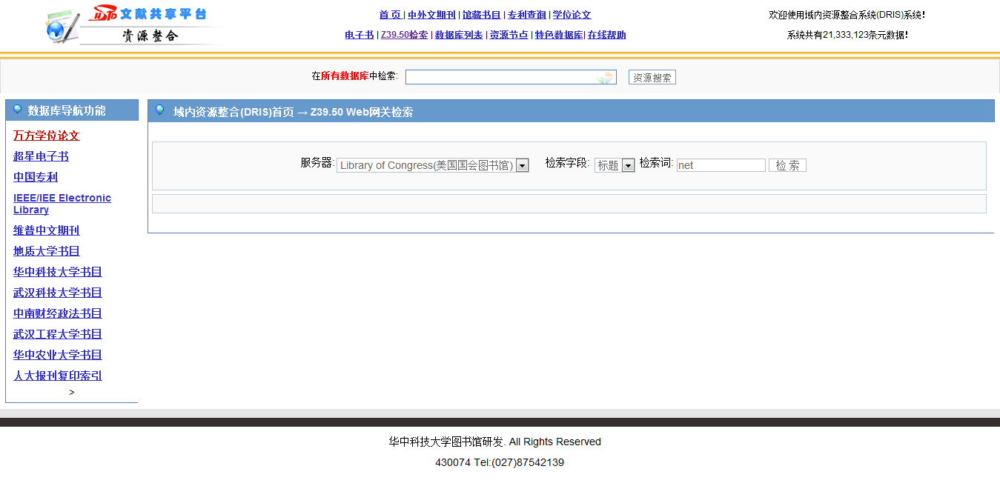 文献共享平台
资源整合
首 页 | 中外文期刊 | 馆藏书目 | 专利查询 | 学位论文
电子书 | Z39.50检索 | 数据库列表 | 资源节点 | 特色数据库| 在线帮助
欢迎使用域内资源整合系统(DRIS)系统!
系统共有21,333,123条元数据!
在所有数据库中检索:
资源搜索
数据库导航功能
万方学位论文
超星电子书
中国专利
IEEE/IEE Electronic
Library
维普中文期刊
地质大学书目
华中科技大学书目
武汉科技大学书目
中南财经政法书目
武汉工程大学书目
华中农业大学书目
人大报刊复印索引
>
域内资源整合(DRIS)首页 → Z39.50 Web网关检索
服务器: Library of Congress(美国国会图书馆) 检索字段: 标题 检索词: net 检 索
华中科技大学图书馆研发. All Rights Reserved
430074 Tel:(027)87542139